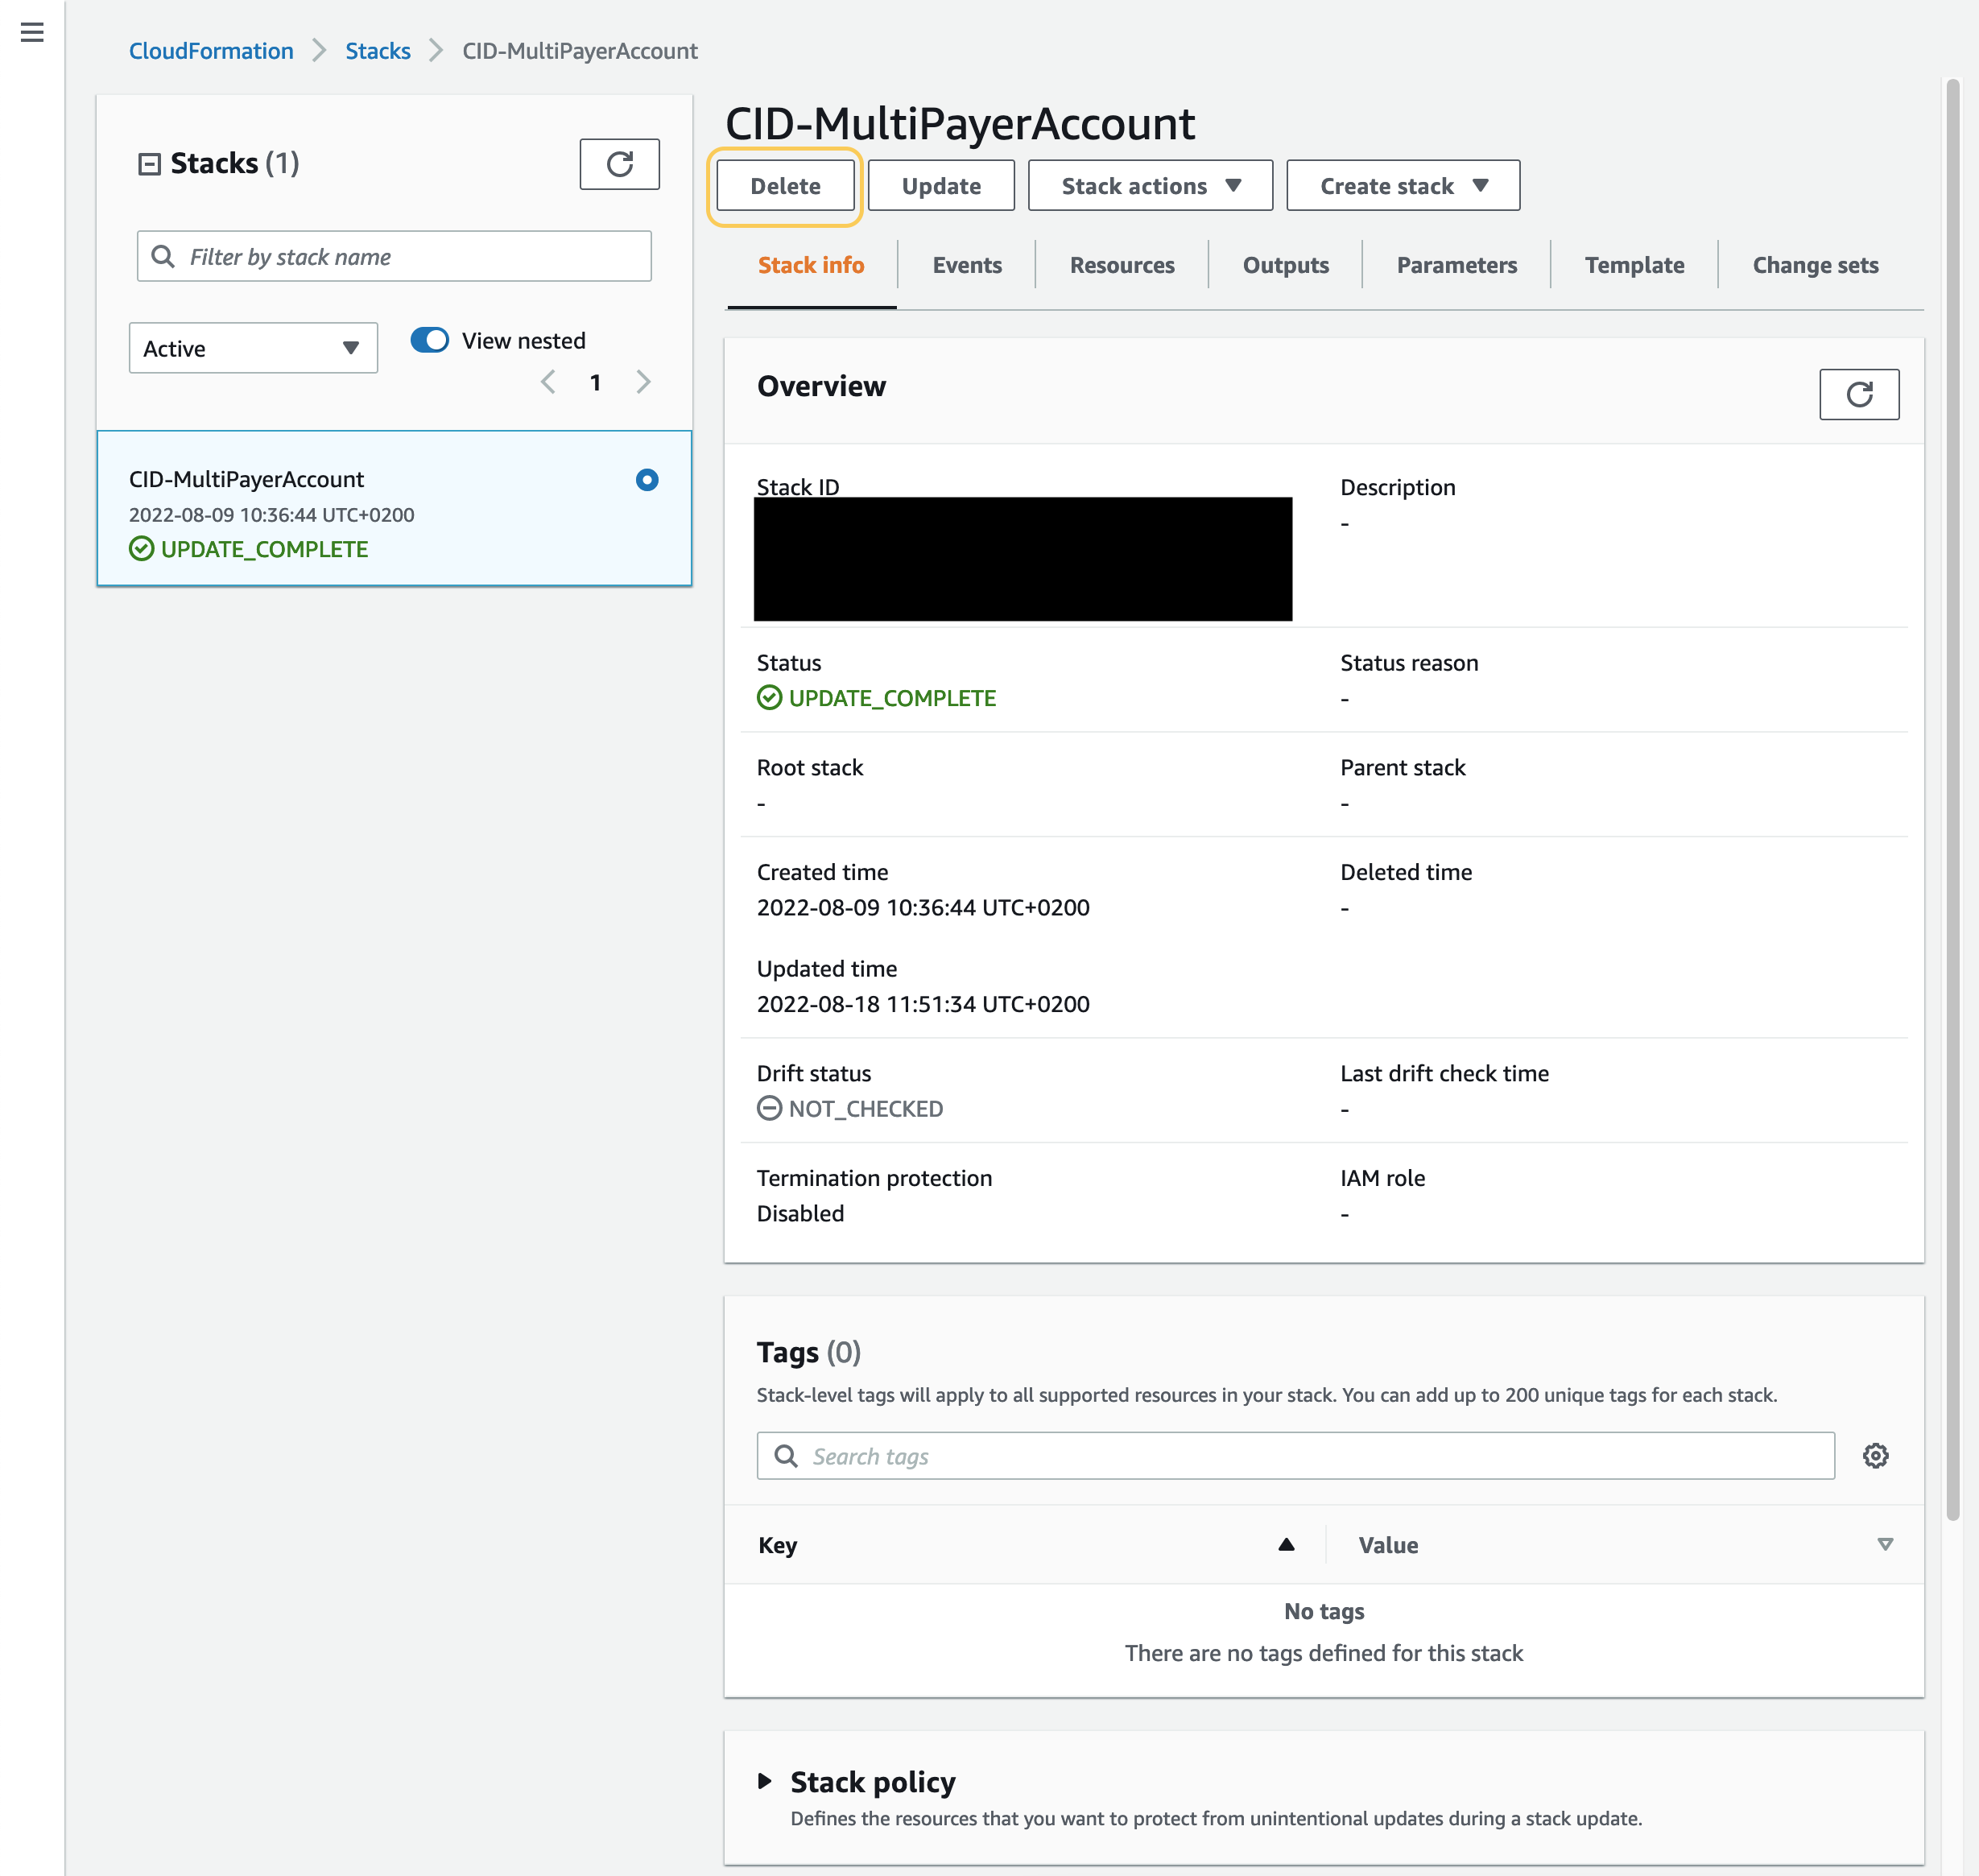 CloudFormation > Stacks > CID-MultiPayerAccount
Stacks (1)
Filter by stack name
Active
View nested
1
CID-MultiPayerAccount
2022-08-09 10:36:44 UTC+0200
UPDATE_COMPLETE
CID-MultiPayerAccount
Delete Update Stack actions Create stack
Stack info Events Resources Outputs Parameters Template Change sets
Overview
Stack ID
Description
-
Status
UPDATE_COMPLETE
Status reason
-
Root stack
-
Parent stack
-
Created time
2022-08-09 10:36:44 UTC+0200
Deleted time
-
Updated time
2022-08-18 11:51:34 UTC+0200
Drift status
NOT_CHECKED
Last drift check time
-
Termination protection
Disabled
IAM role
-
Tags (0)
Stack-level tags will apply to all supported resources in your stack. You can add up to 200 unique tags for each stack.
Search tags
Key Value
No tags
There are no tags defined for this stack
Stack policy
Defines the resources that you want to protect from unintentional updates during a stack update.